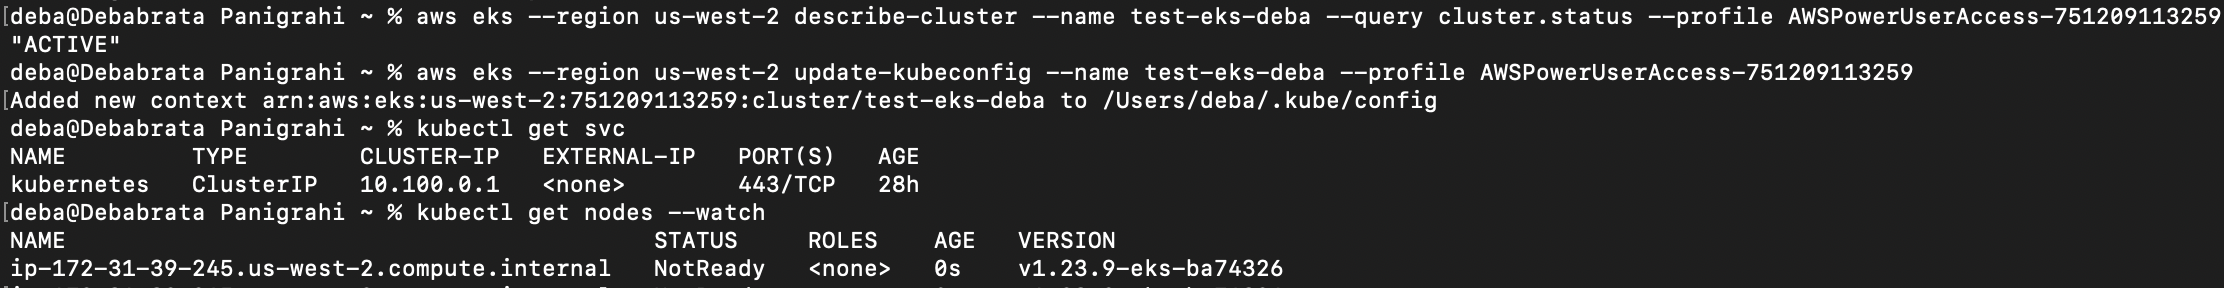 [deba@Debabrata Panigrahi ~ % aws eks --region us-west-2 describe-cluster --name test-eks-deba --query cluster.status --profile AWSPowerUserAccess-751209113259
"ACTIVE"
deba@Debabrata Panigrahi ~ % aws eks --region us-west-2 update-kubeconfig --name test-eks-deba --profile AWSPowerUserAccess-751209113259
[Added new context arn:aws:eks:us-west-2:751209113259:cluster/test-eks-deba to /Users/deba/.kube/config
deba@Debabrata Panigrahi ~ % kubectl get svc
NAME TYPE CLUSTER-IP EXTERNAL-IP PORT(S) AGE
kubernetes ClusterIP 10.100.0.1 <none> 443/TCP 28h
[deba@Debabrata Panigrahi ~ % kubectl get nodes --watch
NAME STATUS ROLES AGE VERSION
ip-172-31-39-245.us-west-2.compute.internal NotReady <none> 0s v1.23.9-eks-ba74326